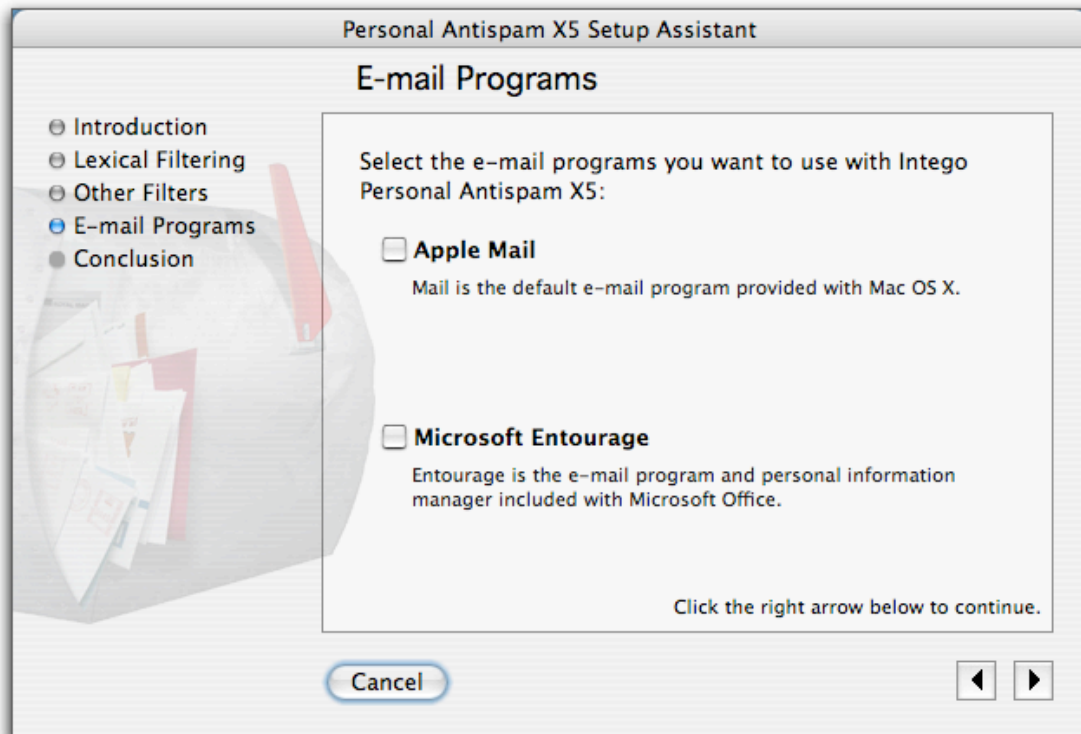 Personal Antispam X5 Setup Assistant
E-mail Programs
Introduction
Lexical Filtering
Other Filters
E-mail Programs
Conclusion
Select the e-mail programs you want to use with Intego
Personal Antispam X5:
Apple Mail
Mail is the default e-mail program provided with Mac OS X.
Microsoft Entourage
Entourage is the e-mail program and personal information
manager included with Microsoft Office.
Click the right arrow below to continue.
Cancel